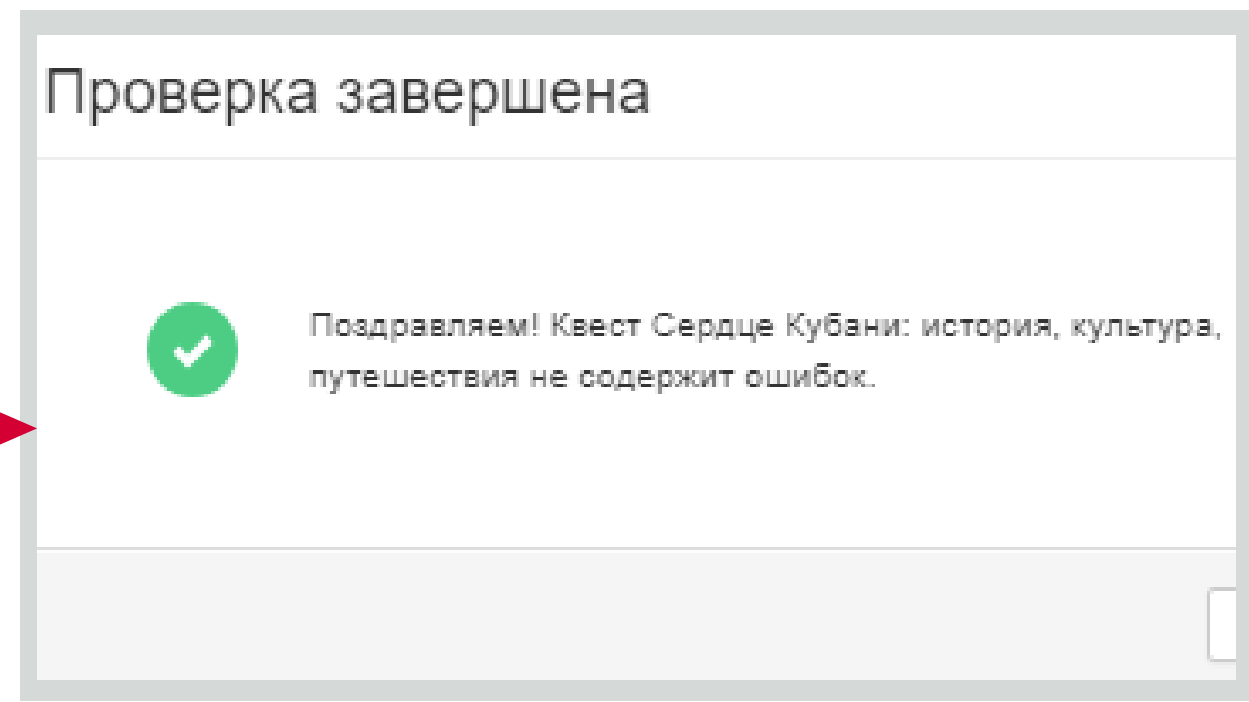 Проверка завершена
Поздравляем! Квест Сердце Кубани: история, культура,
путешествия не содержит ошибок.